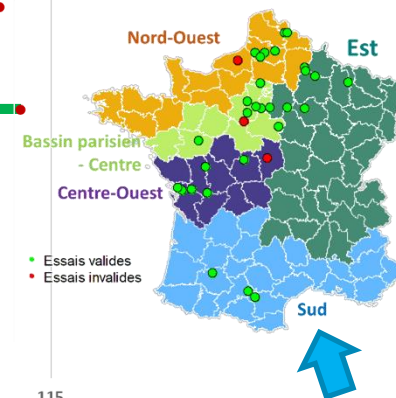 Nord-Ouest
Est
Bassin parisien
- Centre
Centre-Ouest
Essais valides
Essais invalides
Sud
115